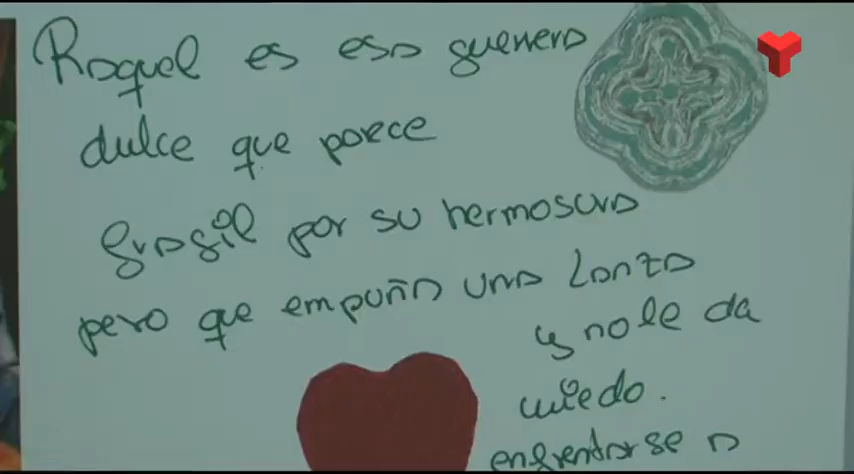 Raquel es esa guerrera
dulce que parece
frágil por su hermosura
pero que empuña una Lanza
y no le da
miedo.
enfrentarse a